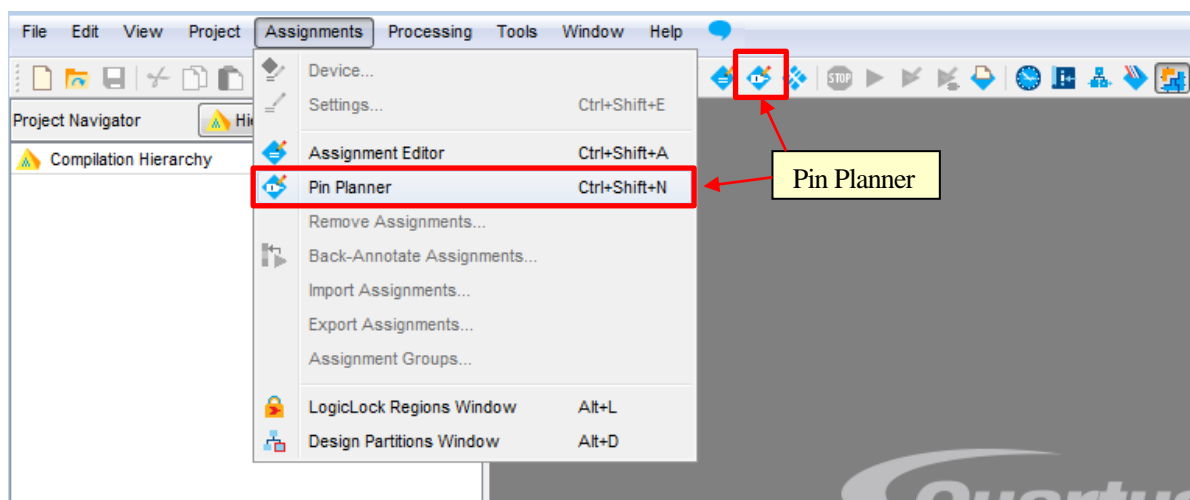 File Edit View Project Assignments Processing Tools Window Help
STOP
Project Navigator
Compilation Hierarchy
Device...
Settings... Ctrl+Shift+E
Assignment Editor Ctrl+Shift+A
Pin Planner Ctrl+Shift+N
Remove Assignments...
Back-Annotate Assignments...
Import Assignments...
Export Assignments...
Assignment Groups...
LogicLock Regions Window Alt+L
Design Partitions Window Alt+D
Pin Planner